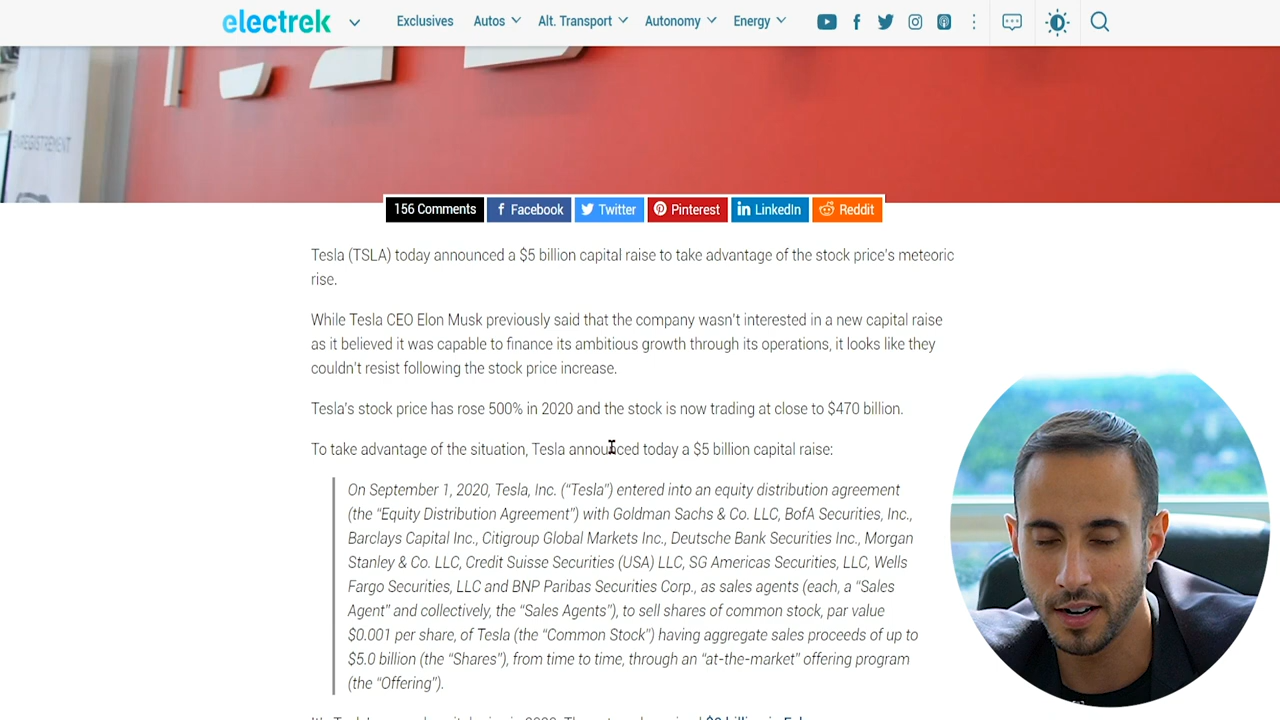 electrek Exclusives Autos Alt. Transport Autonomy Energy
156 Comments Facebook Twitter Pinterest LinkedIn Reddit
Tesla (TSLA) today announced a $5 billion capital raise to take advantage of the stock price's meteoric
rise.
While Tesla CEO Elon Musk previously said that the company wasn't interested in a new capital raise
as it believed it was capable to finance its ambitious growth through its operations, it looks like they
couldn't resist following the stock price increase.
Tesla's stock price has rose 500% in 2020 and the stock is now trading at close to $470 billion.
To take advantage of the situation, Tesla announced today a $5 billion capital raise:
On September 1, 2020, Tesla, Inc. ("Tesla") entered into an equity distribution agreement
(the "Equity Distribution Agreement") with Goldman Sachs & Co. LLC, BofA Securities, Inc.,
Barclays Capital Inc., Citigroup Global Markets Inc., Deutsche Bank Securities Inc., Morgan
Stanley & Co. LLC, Credit Suisse Securities (USA) LLC, SG Americas Securities, LLC, Wells
Fargo Securities, LLC and BNP Paribas Securities Corp., as sales agents (each, a "Sales
Agent" and collectively, the "Sales Agents"), to sell shares of common stock, par value
$0.001 per share, of Tesla (the "Common Stock") having aggregate sales proceeds of up to
$5.0 billion (the "Shares"), from time to time, through an "at-the-market" offering program
(the "Offering").